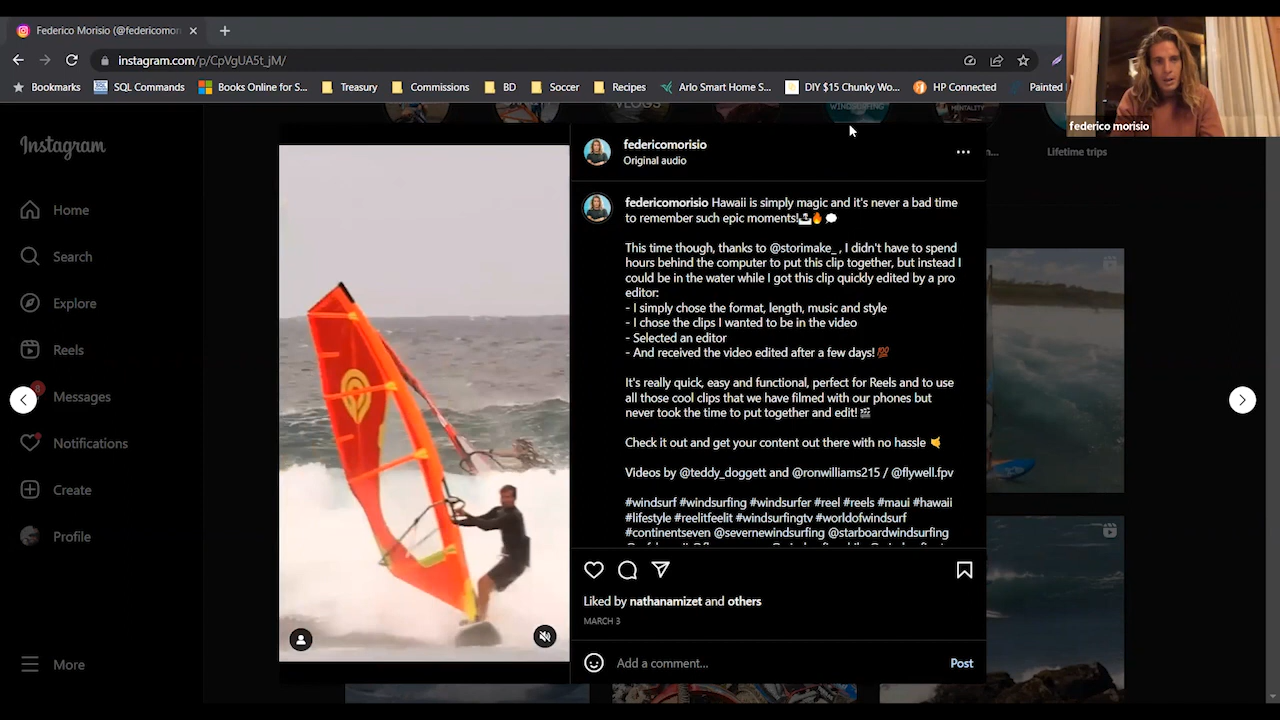 Federico Morisio (@federicomor
instagram.com/p/CpVgUA5t_jM/
Bookmarks
SQL Commands
Books Online for S...
Treasury
Commissions
BD
Soccer
Recipes
Arlo Smart Home S...
DIY $15 Chunky Wo...
HP Connected
Painted
federico morisio
VLOGS
WINDSURFING
MENTALITY
Lifetime trips
Instagram
Home
Search
Explore
Reels
Messages
Notifications
Create
Profile
More
federicomorisio
Original audio
federicomorisio Hawaii is simply magic and it's never a bad time
to remember such epic moments!
This time though, thanks to @storimake_ , I didn't have to spend
hours behind the computer to put this clip together, but instead I
could be in the water while I got this clip quickly edited by a pro
editor:
- I simply chose the format, length, music and style
- I chose the clips I wanted to be in the video
- Selected an editor
- And received the video edited after a few days!💯
It's really quick, easy and functional, perfect for Reels and to use
all those cool clips that we have filmed with our phones but
never took the time to put together and edit!
Check it out and get your content out there with no hassle
Videos by @teddy_doggett and @ronwilliams215 / @flywell.fpv
#windsurf #windsurfing #windsurfer #reel #reels #maui #hawaii
#lifestyle #reelitfeelit #windsurfingtv #worldofwindsurf
#continentseven @severnewindsurfing @starboardwindsurfing
Liked by nathanamizet and others
MARCH 3
Add a comment...
Post